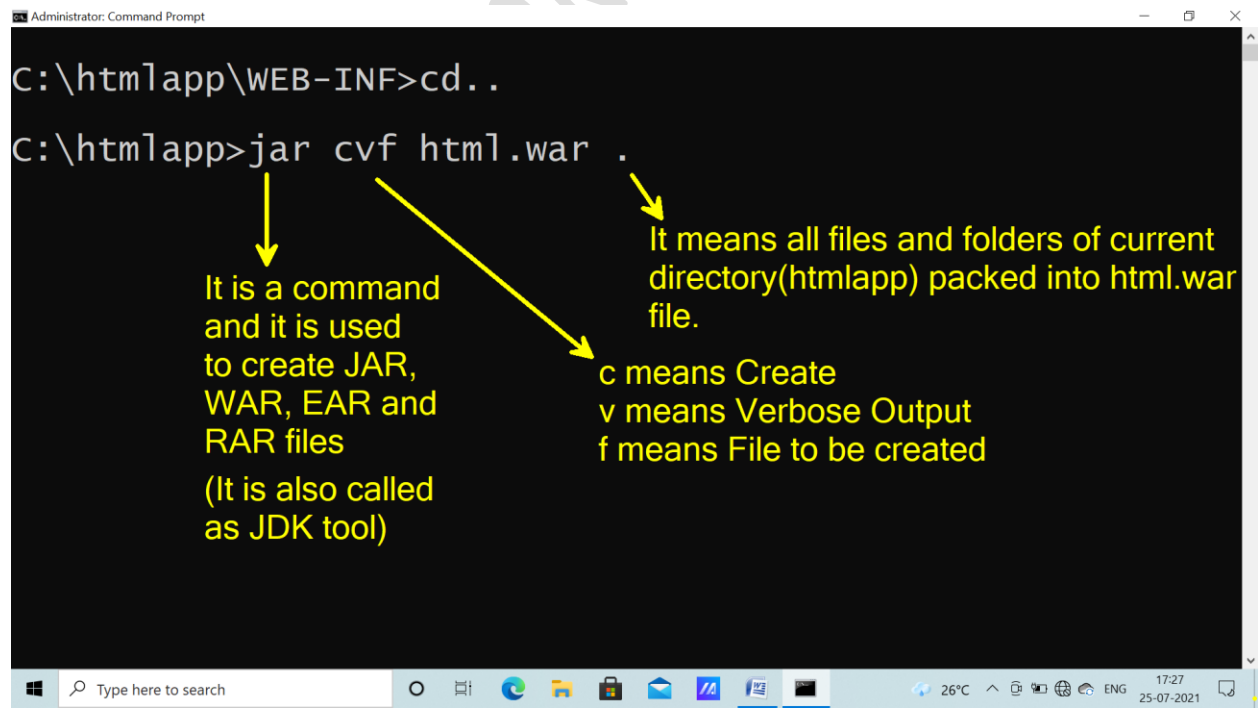 Administrator: Command Prompt
C:\htmlapp\WEB-INF>cd..
C:\htmlapp>jar cvf html.war .
It means all files and folders of current
directory(htmlapp) packed into html.war
file.
It is a command
and it is used
to create JAR,
WAR, EAR and
RAR files
(It is also called
as JDK tool)
c means Create
v means Verbose Output
f means File to be created
Type here to search
26°C
ENG
17:27
25-07-2021